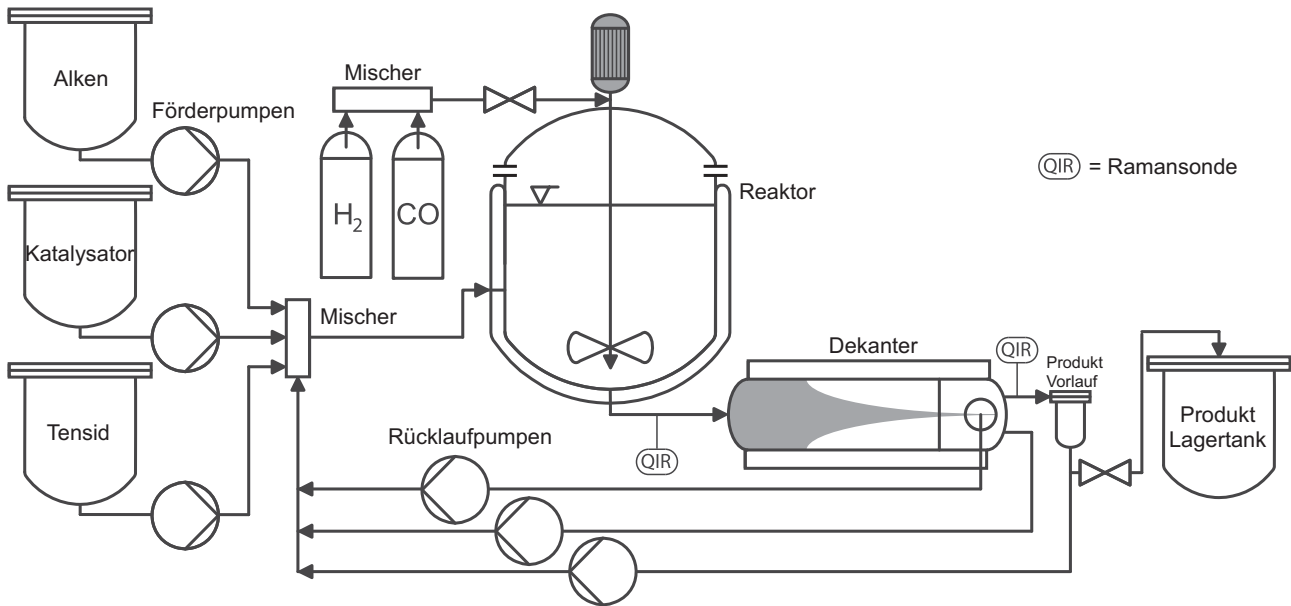 Alken
Förderpumpen
Mischer
H₂
CO
Reaktor
QIR = Ramansonde
Katalysator
Mischer
Tensid
Rücklaufpumpen
QIR
Dekanter
QIR
Produkt
Vorlauf
Produkt
Lagertank